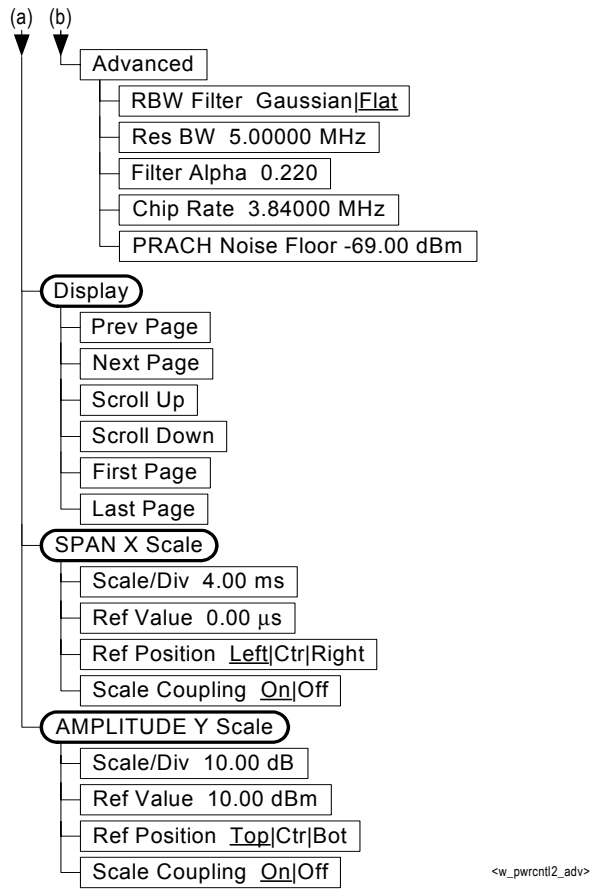 (a) (b)
Advanced
RBW Filter Gaussian|Flat
Res BW 5.00000 MHz
Filter Alpha 0.220
Chip Rate 3.84000 MHz
PRACH Noise Floor -69.00 dBm
Display
Prev Page
Next Page
Scroll Up
Scroll Down
First Page
Last Page
SPAN X Scale
Scale/Div 4.00 ms
Ref Value 0.00 μs
Ref Position Left|Ctr|Right
Scale Coupling On|Off
AMPLITUDE Y Scale
Scale/Div 10.00 dB
Ref Value 10.00 dBm
Ref Position Top|Ctr|Bot
Scale Coupling On|Off
<w_pwrcntl2_adv>